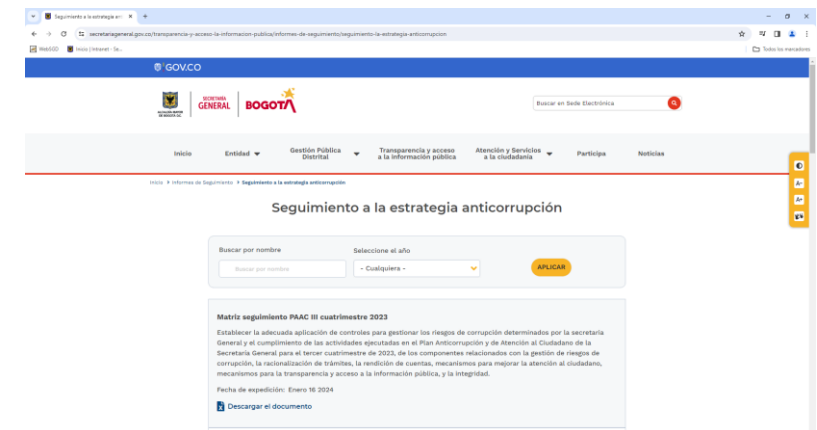 Seguimiento a la estrategia ant
secretariageneral.gov.co/transparencia-y-acceso-la-informacion-publica/informes-de-seguimiento/seguimiento-la-estrategia-anticorrupcion
WebSGD Inicio | Intranet - Se...
Todos los marcadores
GOV.CO
SECRETARÍA
GENERAL
BOGOTÁ
Buscar en Sede Electrónica
Inicio
Entidad
Gestión Pública
Distrital
Transparencia y acceso
a la información pública
Atención y Servicios
a la ciudadanía
Participa
Noticias
Inicio Informes de Seguimiento Seguimiento a la estrategia anticorrupción
Seguimiento a la estrategia anticorrupción
Buscar por nombre
Seleccione el año
Buscar por nombre
- Cualquiera -
APLICAR
Matriz seguimiento PAAC III cuatrimestre 2023
Establecer la adecuada aplicación de controles para gestionar los riesgos de corrupción determinados por la secretaría
General y el cumplimiento de las actividades ejecutadas en el Plan Anticorrupción y de Atención al Ciudadano de la
Secretaría General para el tercer cuatrimestre de 2023, de los componentes relacionados con la gestión de riesgos de
corrupción, la racionalización de trámites, la rendición de cuentas, mecanismos para mejorar la atención al ciudadano,
mecanismos para la transparencia y acceso a la información pública, y la integridad.
Fecha de expedición: Enero 16 2024
Descargar el documento